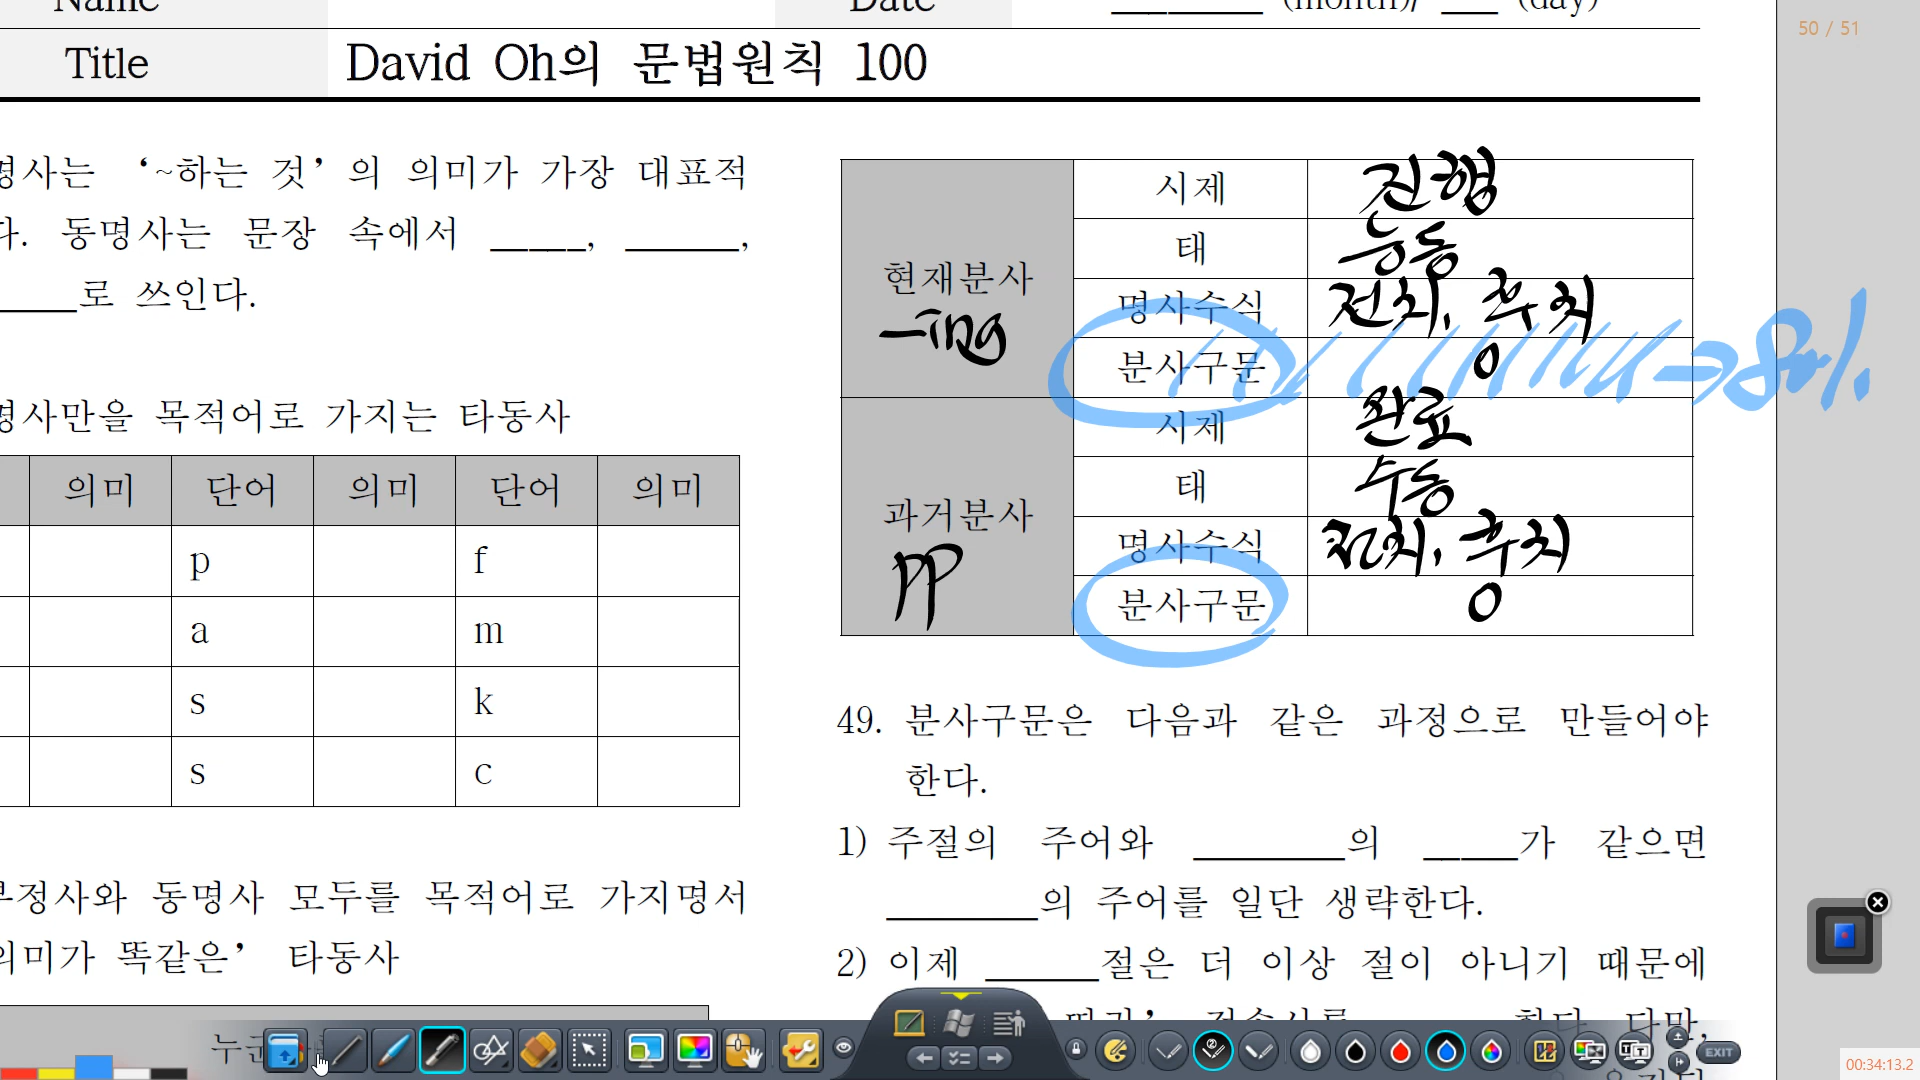 50 / 51
Title David Oh의 문법원칙 100
명사는 ‘~하는 것’의 의미가 가장 대표적
다. 동명사는 문장 속에서 _____, ______,
로 쓰인다.
명사만을 목적어로 가지는 타동사
의미 단어 의미 단어 의미
p f
a m
s k
s c
부정사와 동명사 모두를 목적어로 가지명서
의미가 똑같은’ 타동사
현재분사
-ing
시제 진행
태 능동
명사수식 전치, 후치
분사구문 O
과거분사
PP
시제 완료
태 수동
명사수식 전치, 후치
분사구문 O
49. 분사구문은 다음과 같은 과정으로 만들어야
한다.
1) 주절의 주어와 ________의 _____가 같으면
________의 주어를 일단 생략한다.
2) 이제 ______절은 더 이상 절이 아니기 때문에
EXIT
00:34:13.2